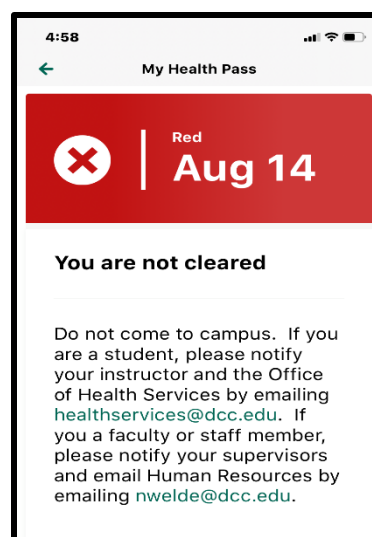 4:58
My Health Pass
Red
Aug 14
You are not cleared
Do not come to campus.  If you
are a student, please notify
your instructor and the Office
of Health Services by emailing
healthservices@dcc.edu.  If
you a faculty or staff member,
please notify your supervisors
and email Human Resources by
emailing nwelde@dcc.edu.